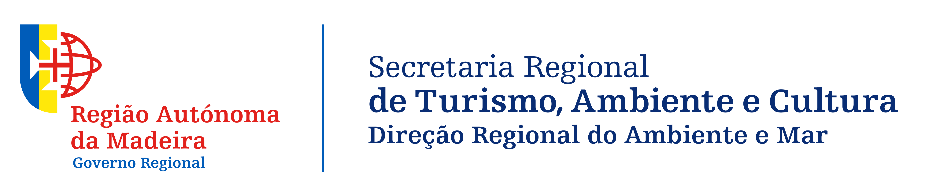 Região Autónoma
da Madeira
Governo Regional
Secretaria Regional
de Turismo, Ambiente e Cultura
Direção Regional do Ambiente e Mar